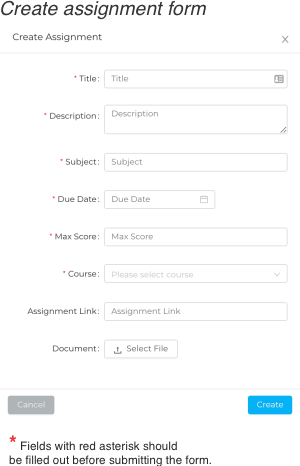 Create assignment form
Create Assignment X
* Title: Title
* Description: Description
* Subject: Subject
* Due Date: Due Date
* Max Score: Max Score
* Course: Please select course
Assignment Link: Assignment Link
Document: Select File
Cancel Create
* Fields with red asterisk should
be filled out before submitting the form.